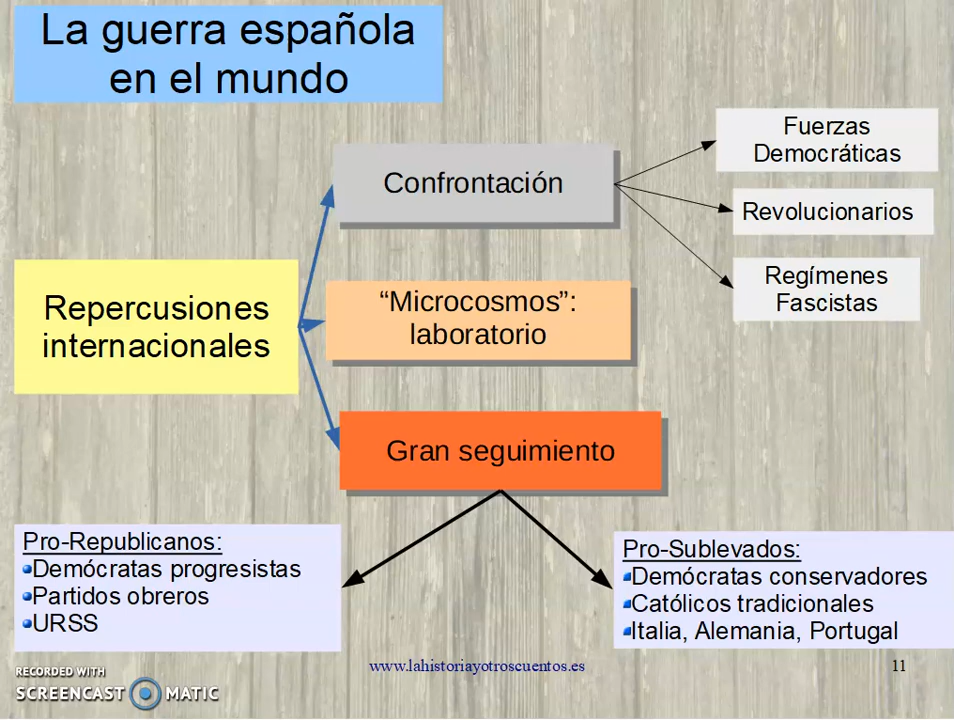 La guerra española
en el mundo
Confrontación
Fuerzas
Democráticas
Revolucionarios
Regímenes
Fascistas
Repercusiones
internacionales
“Microcosmos”:
laboratorio
Gran seguimiento
Pro-Republicanos:
Demócratas progresistas
Partidos obreros
URSS
Pro-Sublevados:
Demócratas conservadores
Católicos tradicionales
Italia, Alemania, Portugal
www.lahistoriayotroscuentos.es
11
RECORDED WITH
SCREENCAST MATIC